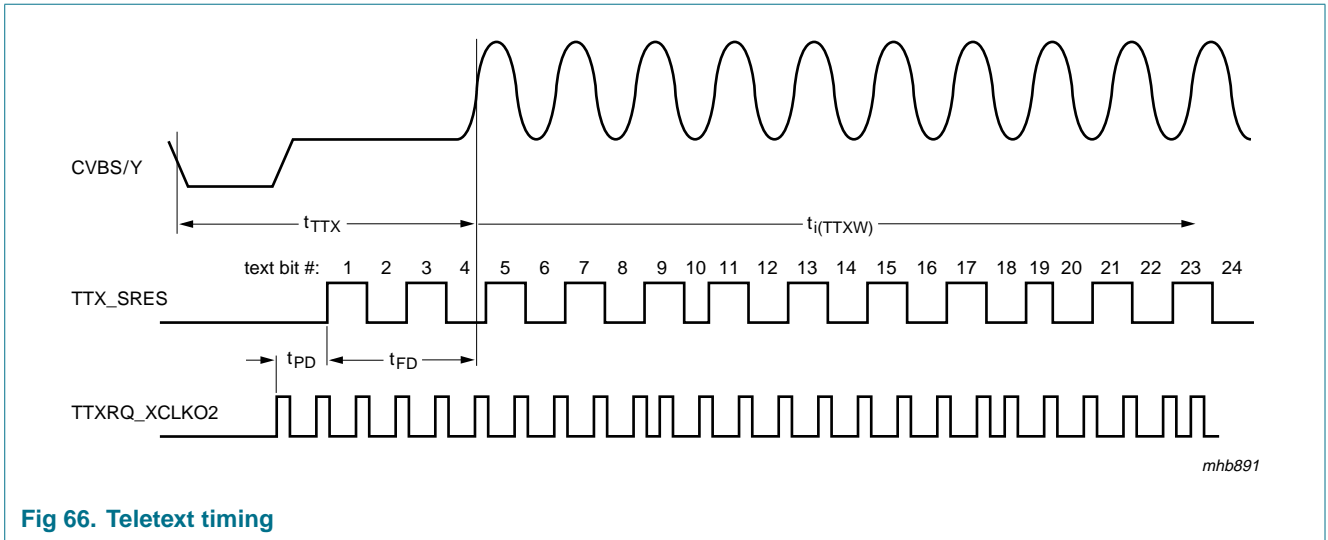 CVBS/Y
tTTX
ti(TTXW)
text bit #: 1 2 3 4 5 6 7 8 9 10 11 12 13 14 15 16 17 18 19 20 21 22 23 24
TTX_SRES
tPD
tFD
TTXRQ_XCLKO2
mhb891
Fig 66. Teletext timing